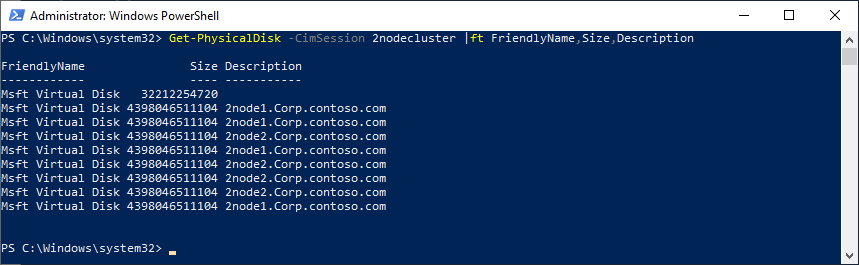 Administrator: Windows PowerShell
PS C:\Windows\system32> Get-PhysicalDisk -CimSession 2nodecluster |ft FriendlyName,Size,Description
FriendlyName Size Description
------------ ---- -----------
Msft Virtual Disk 32212254720
Msft Virtual Disk 4398046511104 2node1.Corp.contoso.com
Msft Virtual Disk 4398046511104 2node2.Corp.contoso.com
Msft Virtual Disk 4398046511104 2node2.Corp.contoso.com
Msft Virtual Disk 4398046511104 2node1.Corp.contoso.com
Msft Virtual Disk 4398046511104 2node2.Corp.contoso.com
Msft Virtual Disk 4398046511104 2node1.Corp.contoso.com
Msft Virtual Disk 4398046511104 2node2.Corp.contoso.com
Msft Virtual Disk 4398046511104 2node1.Corp.contoso.com
PS C:\Windows\system32>